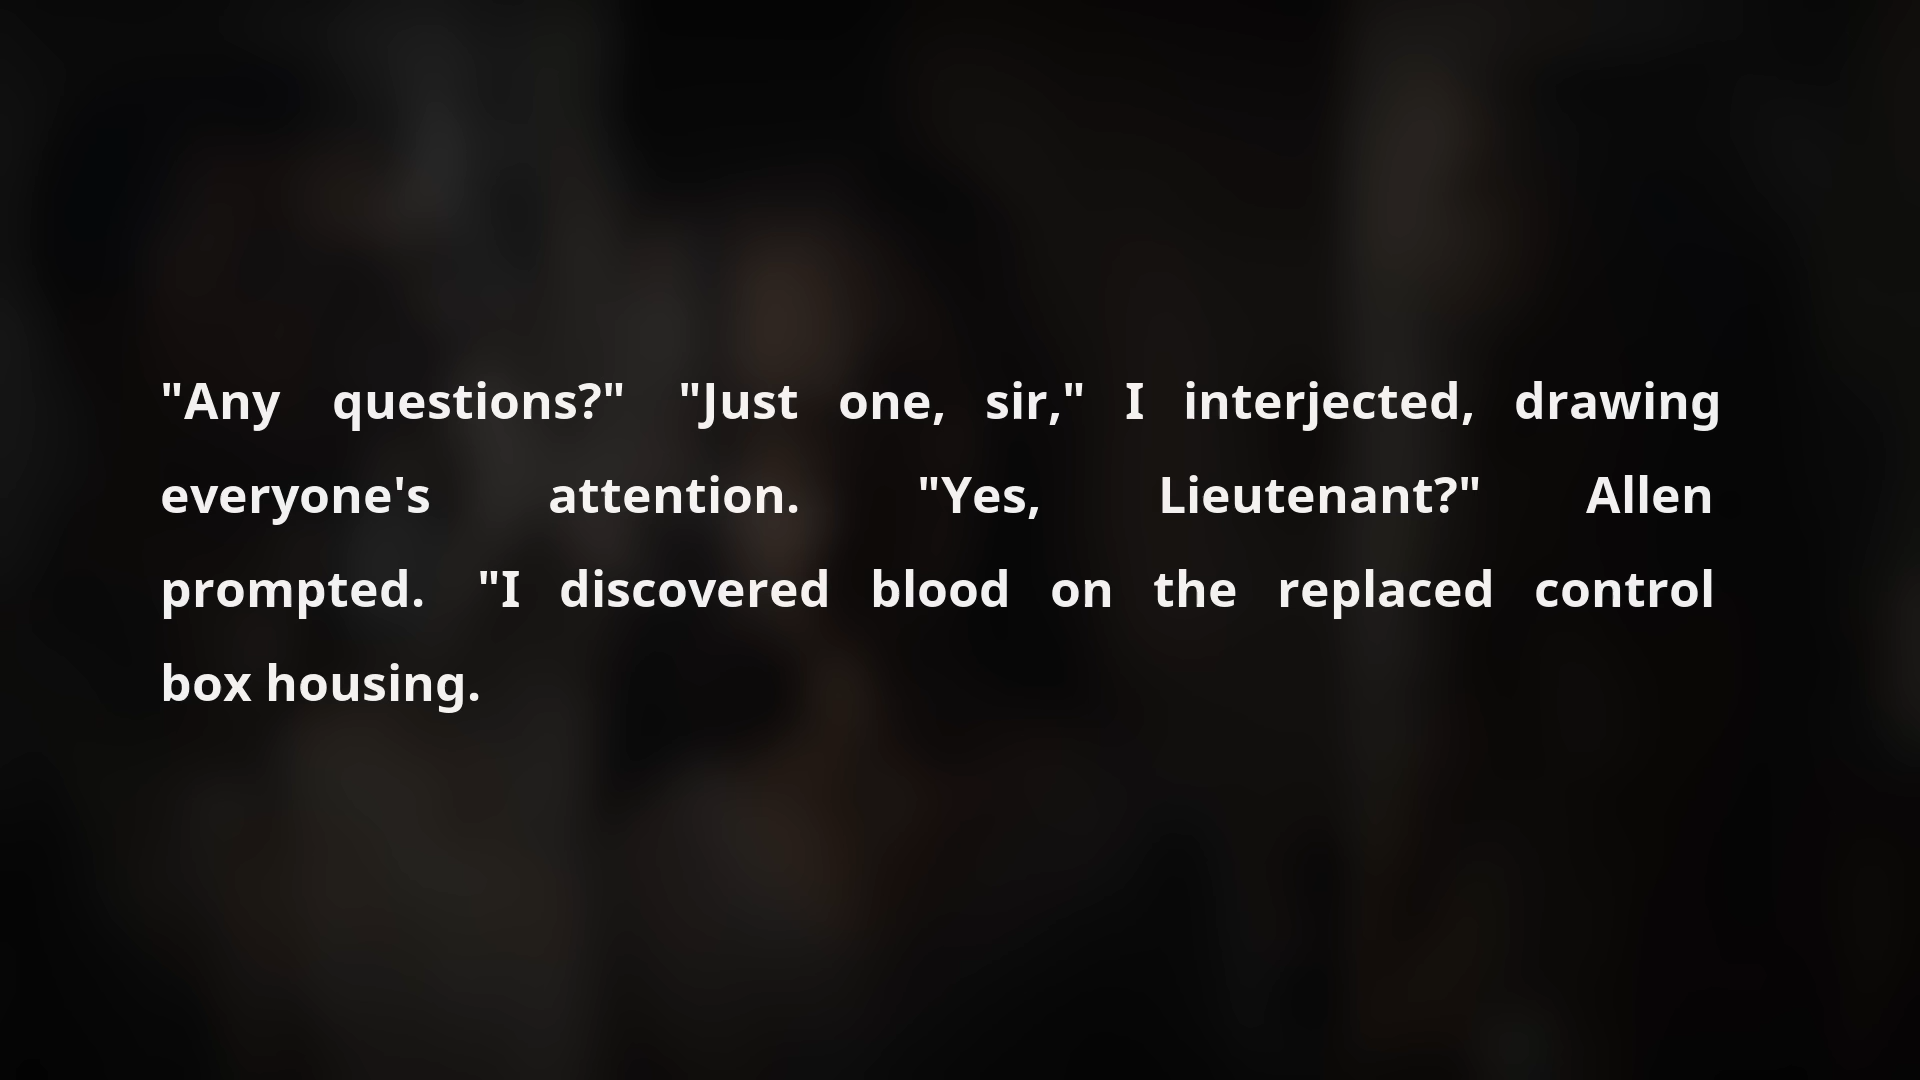 "Any questions?" "Just one, sir," I interjected, drawing
everyone's attention. "Yes, Lieutenant?" Allen
prompted. "I discovered blood on the replaced control
box housing.